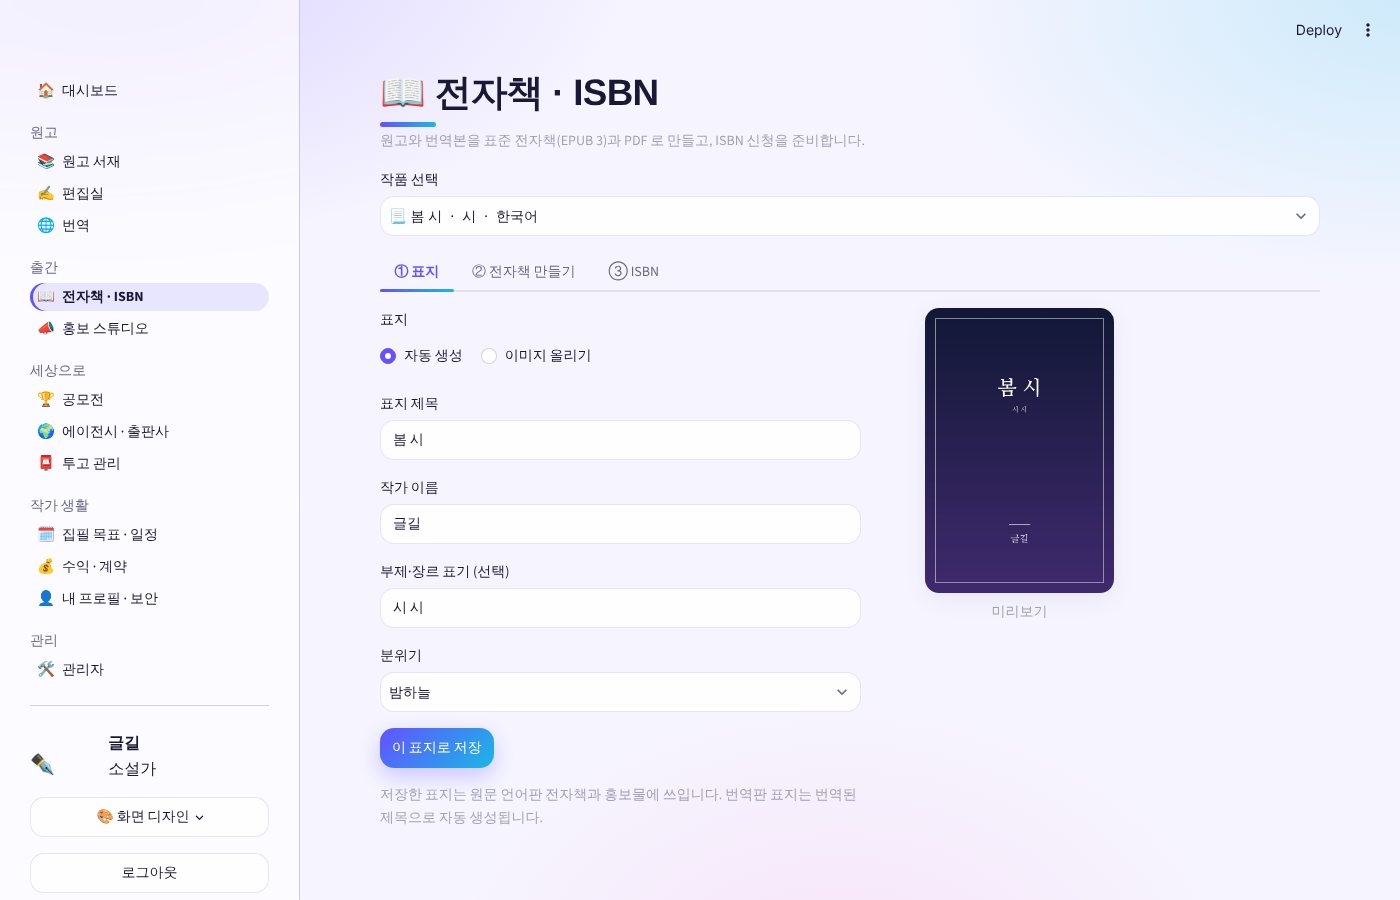 Deploy
🏠 대시보드
원고
📚 원고 서재
✍️ 편집실
🌐 번역
출간
📖 전자책 · ISBN
📣 홍보 스튜디오
세상으로
🏆 공모전
🌍 에이전시 · 출판사
📮 투고 관리
작가 생활
🗓️ 집필 목표 · 일정
💰 수익 · 계약
👤 내 프로필 · 보안
관리
🛠️ 관리자
글길
소설가
🎨 화면 디자인
로그아웃
📖 전자책 · ISBN
원고와 번역본을 표준 전자책(EPUB 3)과 PDF 로 만들고, ISBN 신청을 준비합니다.
작품 선택
📃 봄 시 · 시 · 한국어
① 표지 ② 전자책 만들기 ③ ISBN
표지
자동 생성 이미지 올리기
표지 제목
봄 시
작가 이름
글길
부제·장르 표기 (선택)
시 시
분위기
밤하늘
이 표지로 저장
저장한 표지는 원문 언어판 전자책과 홍보물에 쓰입니다. 번역판 표지는 번역된
제목으로 자동 생성됩니다.
봄 시
시 시
글길
미리보기